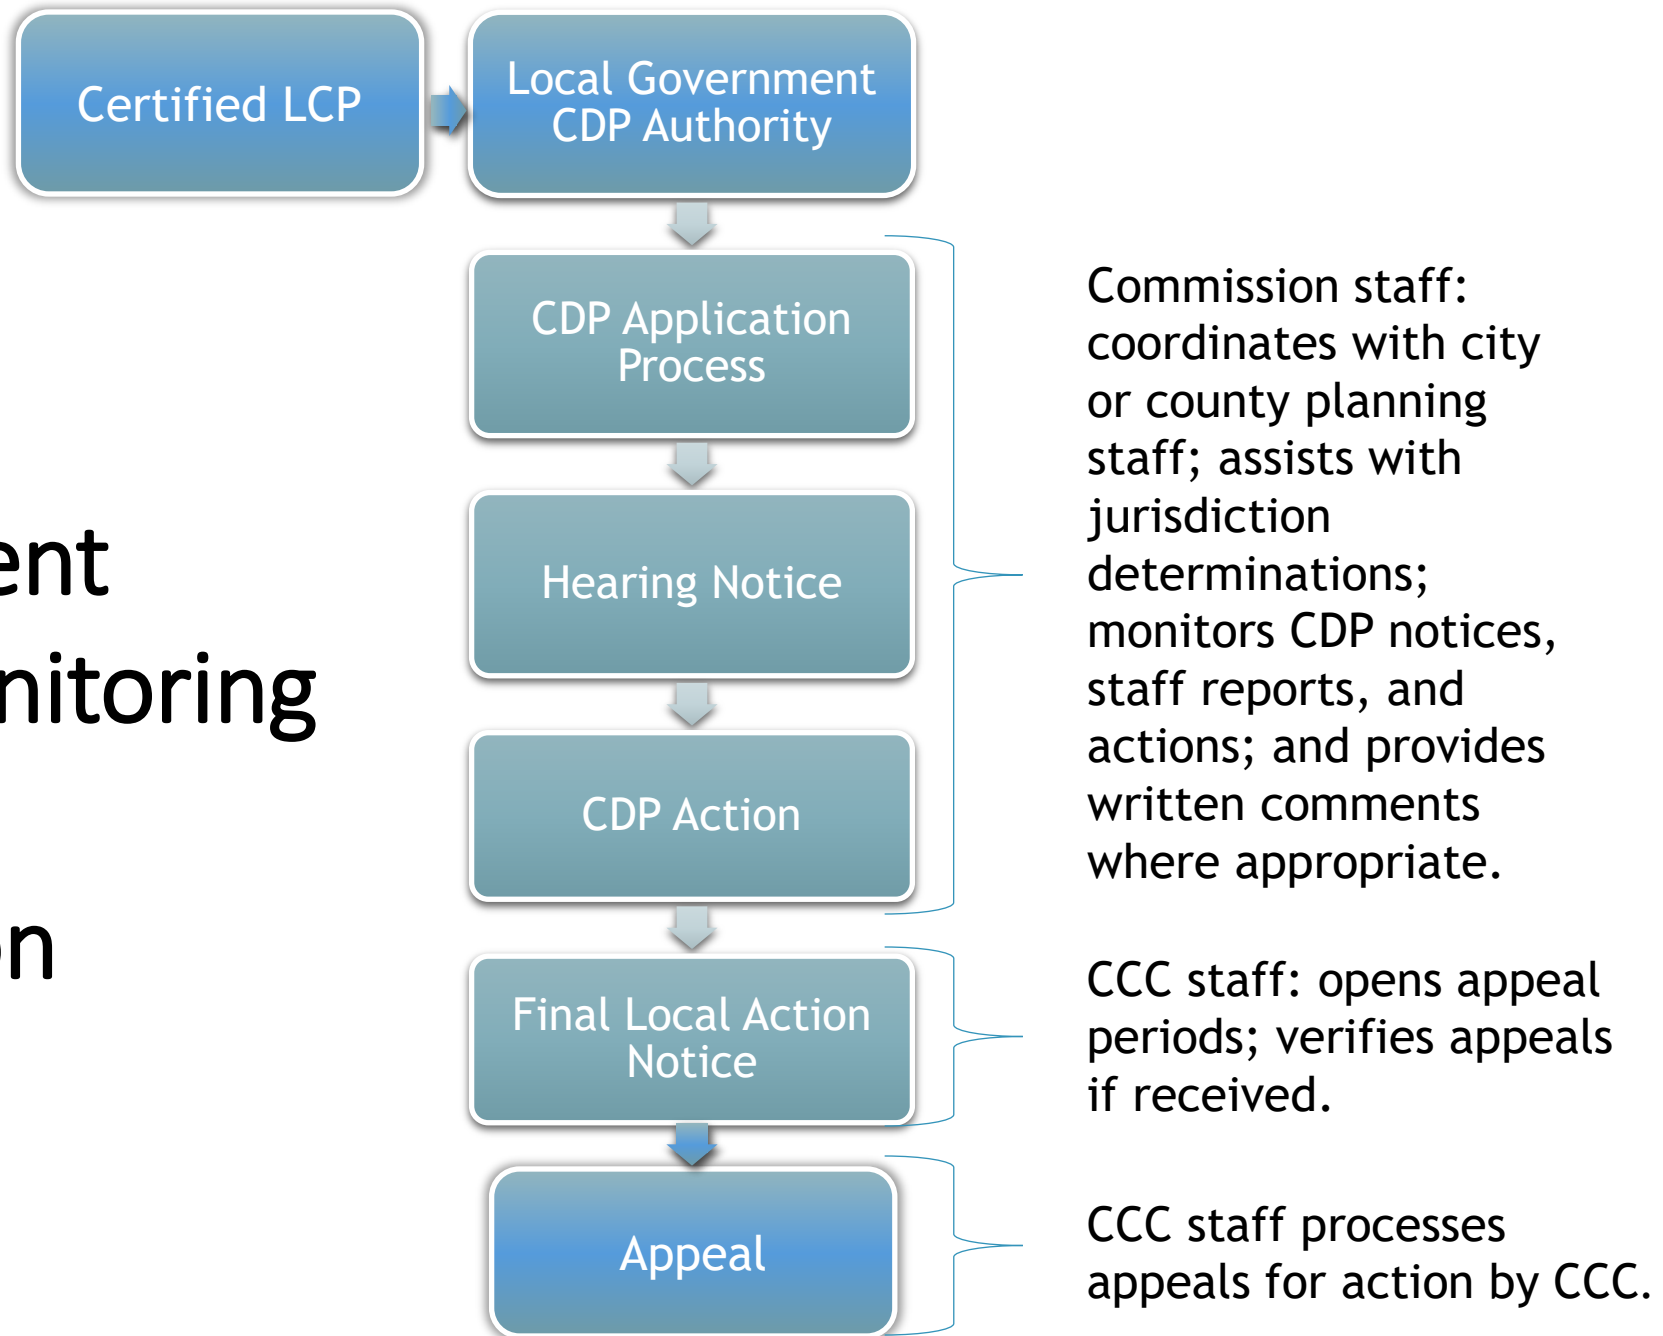 Certified LCP
Local Government
CDP Authority
CDP Application
Process
Hearing Notice
CDP Action
Final Local Action
Notice
Appeal
Commission staff:
coordinates with city
or county planning
staff; assists with
jurisdiction
determinations;
monitors CDP notices,
staff reports, and
actions; and provides
written comments
where appropriate.
CCC staff: opens appeal
periods; verifies appeals
if received.
CCC staff processes
appeals for action by CCC.